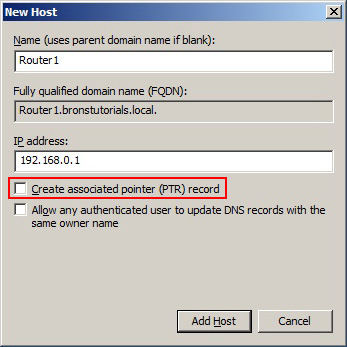 New Host
Name (uses parent domain name if blank):
Router1
Fully qualified domain name (FQDN):
Router1.bronstutorials.local.
IP address:
192.168.0.1
Create associated pointer (PTR) record
Allow any authenticated user to update DNS records with the
same owner name
Add Host
Cancel